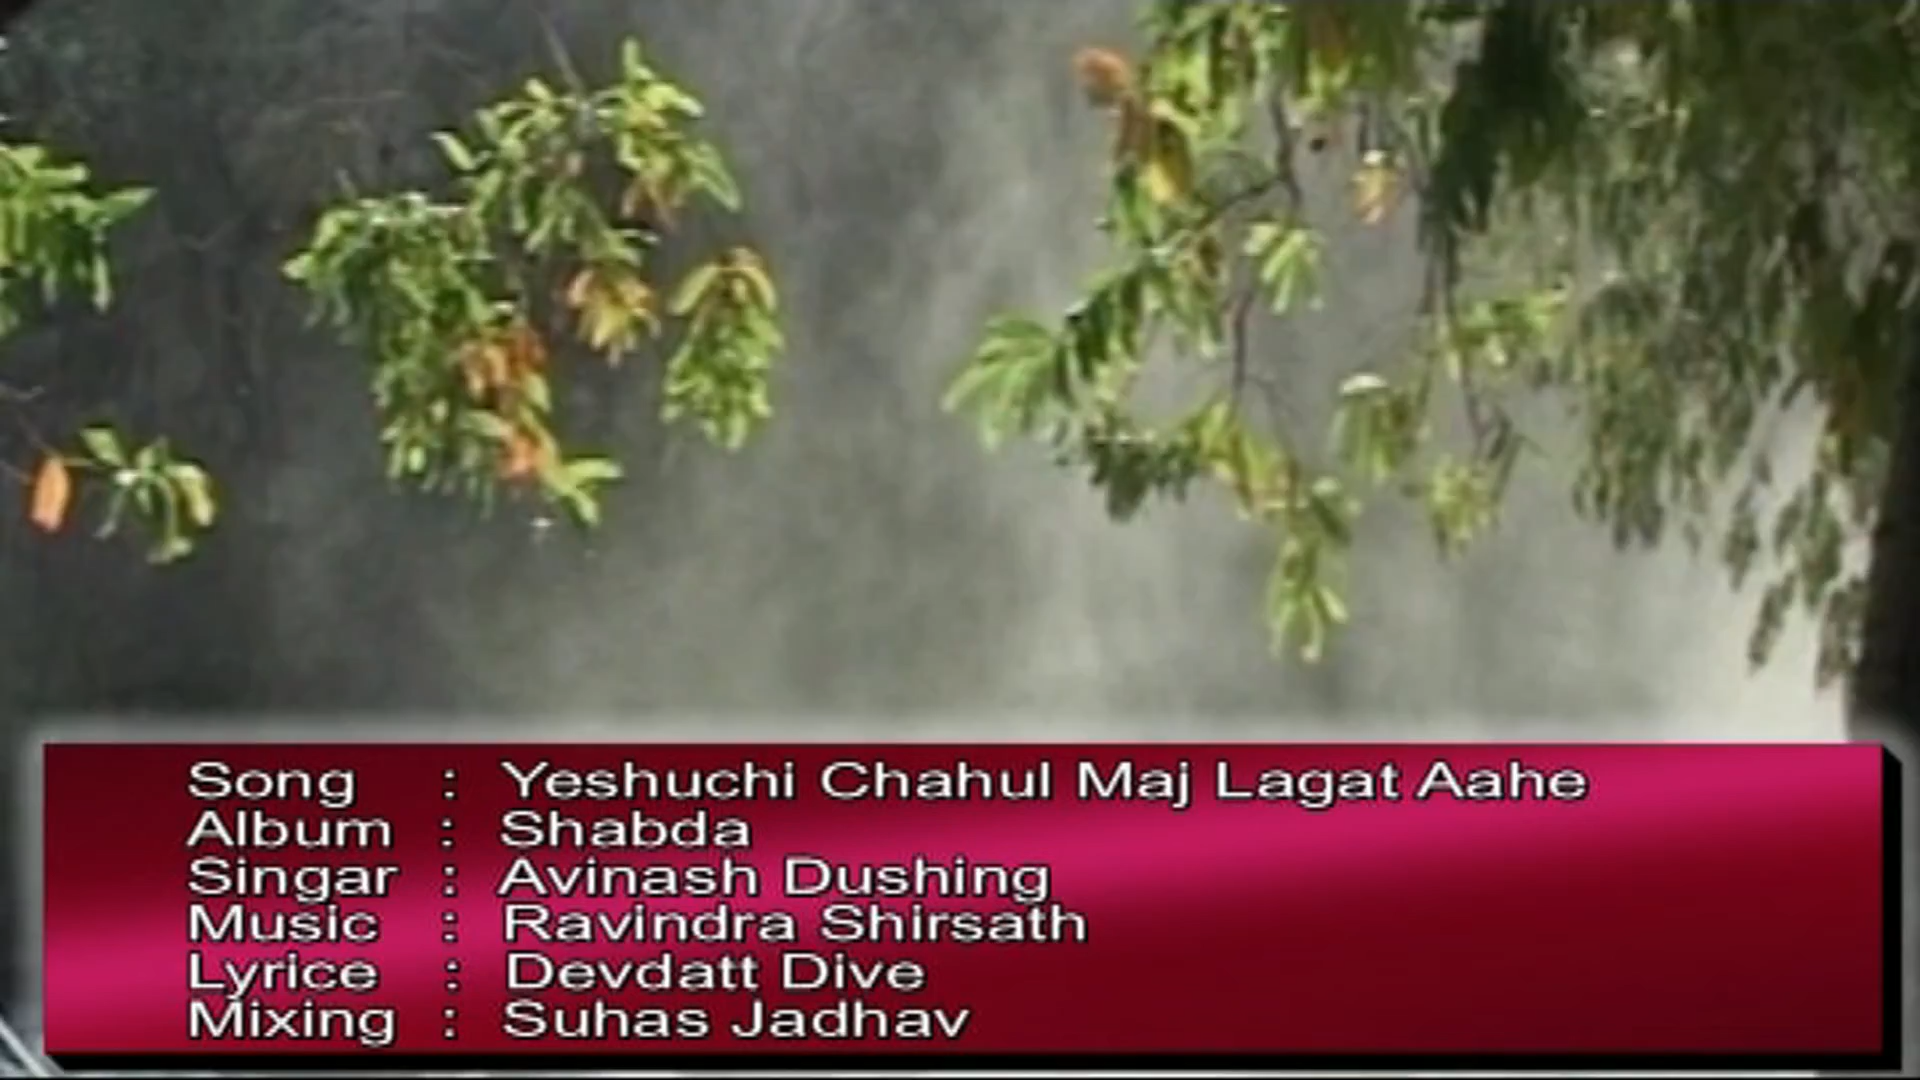 Song : Yeshuchi Chahul Maj Lagat Aahe
Album : Shabda
Singar : Avinash Dushing
Music : Ravindra Shirsath
Lyrice : Devdatt Dive
Mixing : Suhas Jadhav